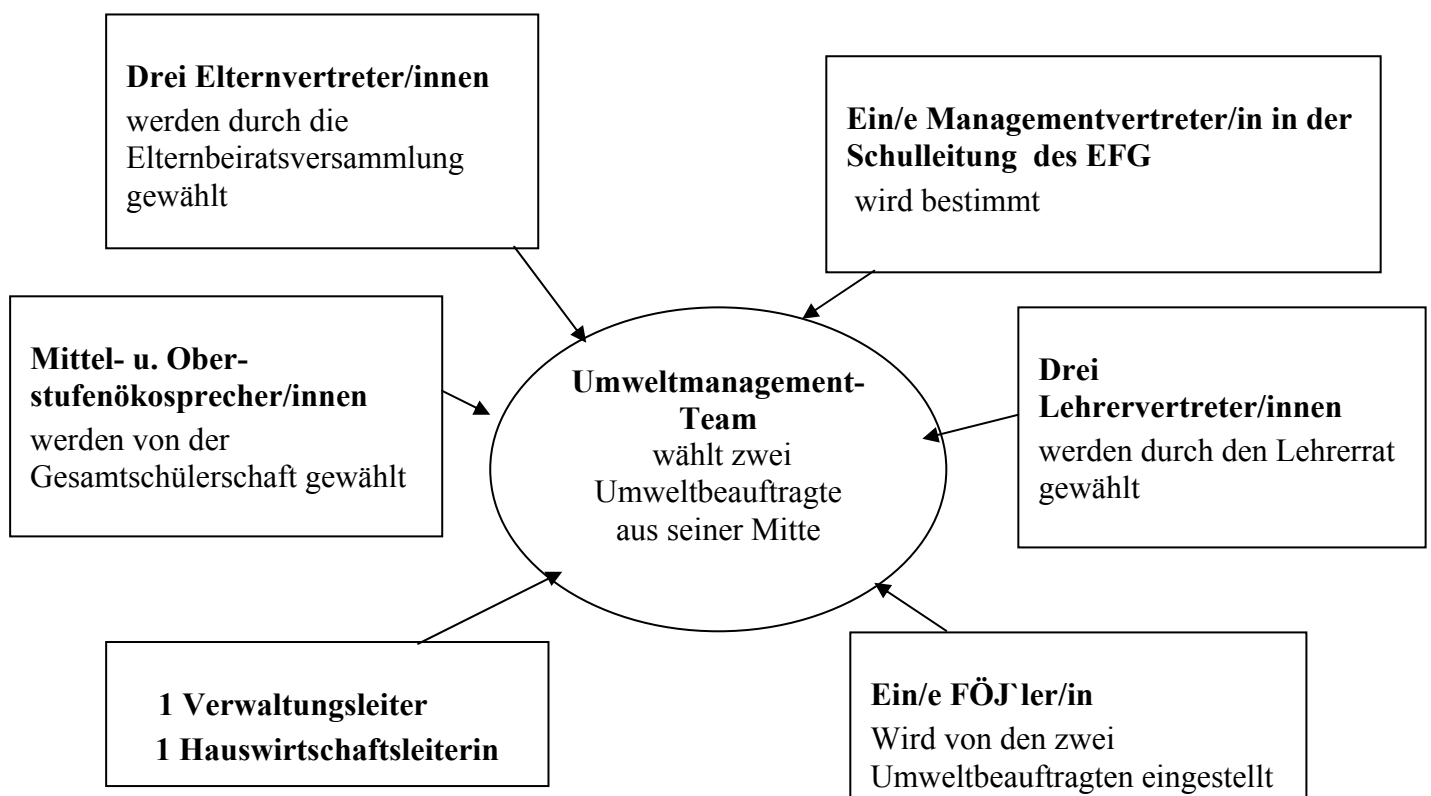 Drei Elternvertreter/innen
werden durch die
Elternbeiratsversammlung
gewählt
Ein/e Managementvertreter/in in der
Schulleitung des EFG
wird bestimmt
Mittel- u. Ober-
stufenökosprecher/innen
werden von der
Gesamtschülerschaft gewählt
Umweltmanagement-
Team
wählt zwei
Umweltbeauftragte
aus seiner Mitte
Drei
Lehrervertreter/innen
werden durch den Lehrerrat
gewählt
1 Verwaltungsleiter
1 Hauswirtschaftsleiterin
Ein/e FÖJ`ler/in
Wird von den zwei
Umweltbeauftragten eingestellt